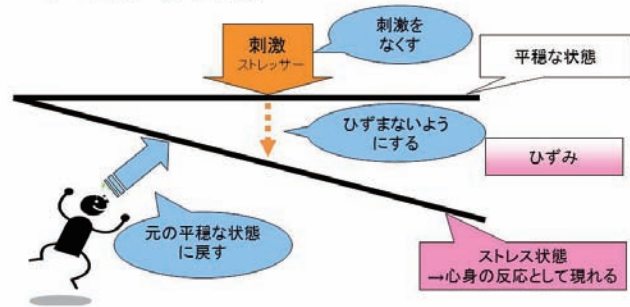 刺激
ストレッサー
刺激を
なくす
平穏な状態
ひずまないよう
にする
ひずみ
元の平穏な状態
に戻す
ストレス状態
→心身の反応として現れる